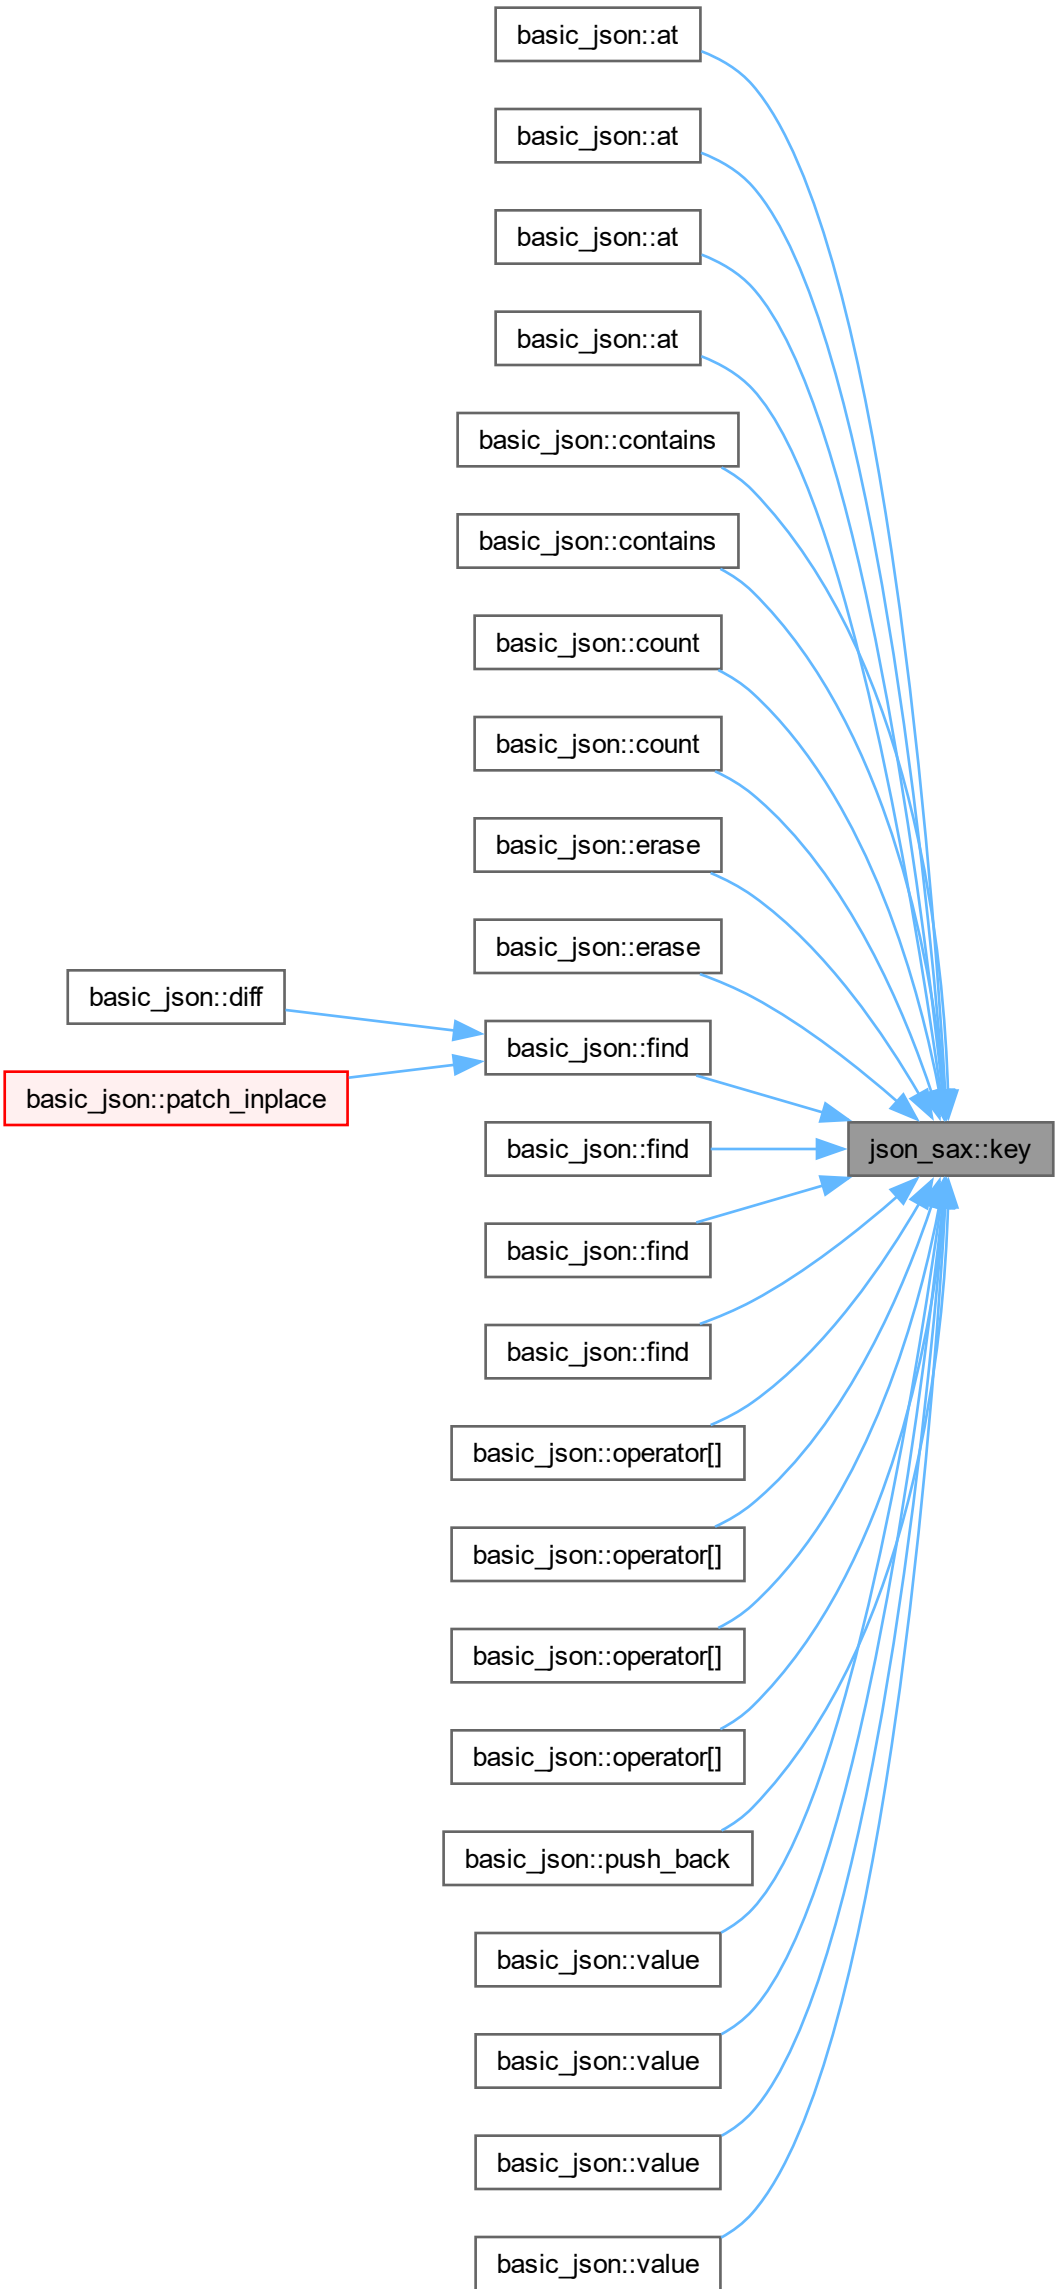 basic_json::at
basic_json::at
basic_json::at
basic_json::at
basic_json::contains
basic_json::contains
basic_json::count
basic_json::count
basic_json::erase
basic_json::erase
basic_json::diff
basic_json::find
basic_json::patch_inplace
basic_json::find
json_sax::key
basic_json::find
basic_json::find
basic_json::operator[]
basic_json::operator[]
basic_json::operator[]
basic_json::operator[]
basic_json::push_back
basic_json::value
basic_json::value
basic_json::value
basic_json::value